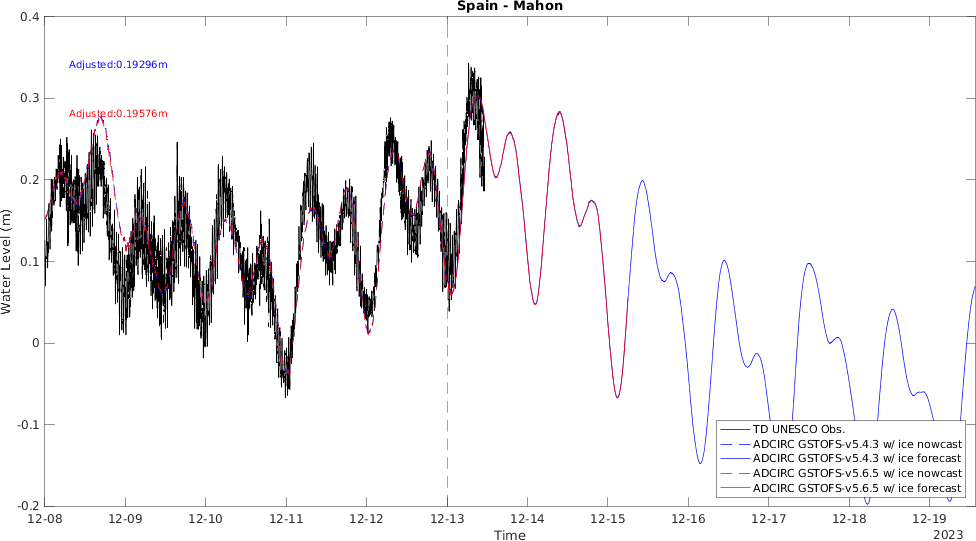 Spain - Mahon
Adjusted:0.19296m
Adjusted:0.19576m
Water Level (m)
0.4
0.3
0.2
0.1
0
-0.1
-0.2
TD UNESCO Obs.
ADCIRC GSTOFS-v5.4.3 w/ ice nowcast
ADCIRC GSTOFS-v5.4.3 w/ ice forecast
ADCIRC GSTOFS-v5.6.5 w/ ice nowcast
ADCIRC GSTOFS-v5.6.5 w/ ice forecast
12-08 12-09 12-10 12-11 12-12 12-13 12-14 12-15 12-16 12-17 12-18 12-19
Time
2023